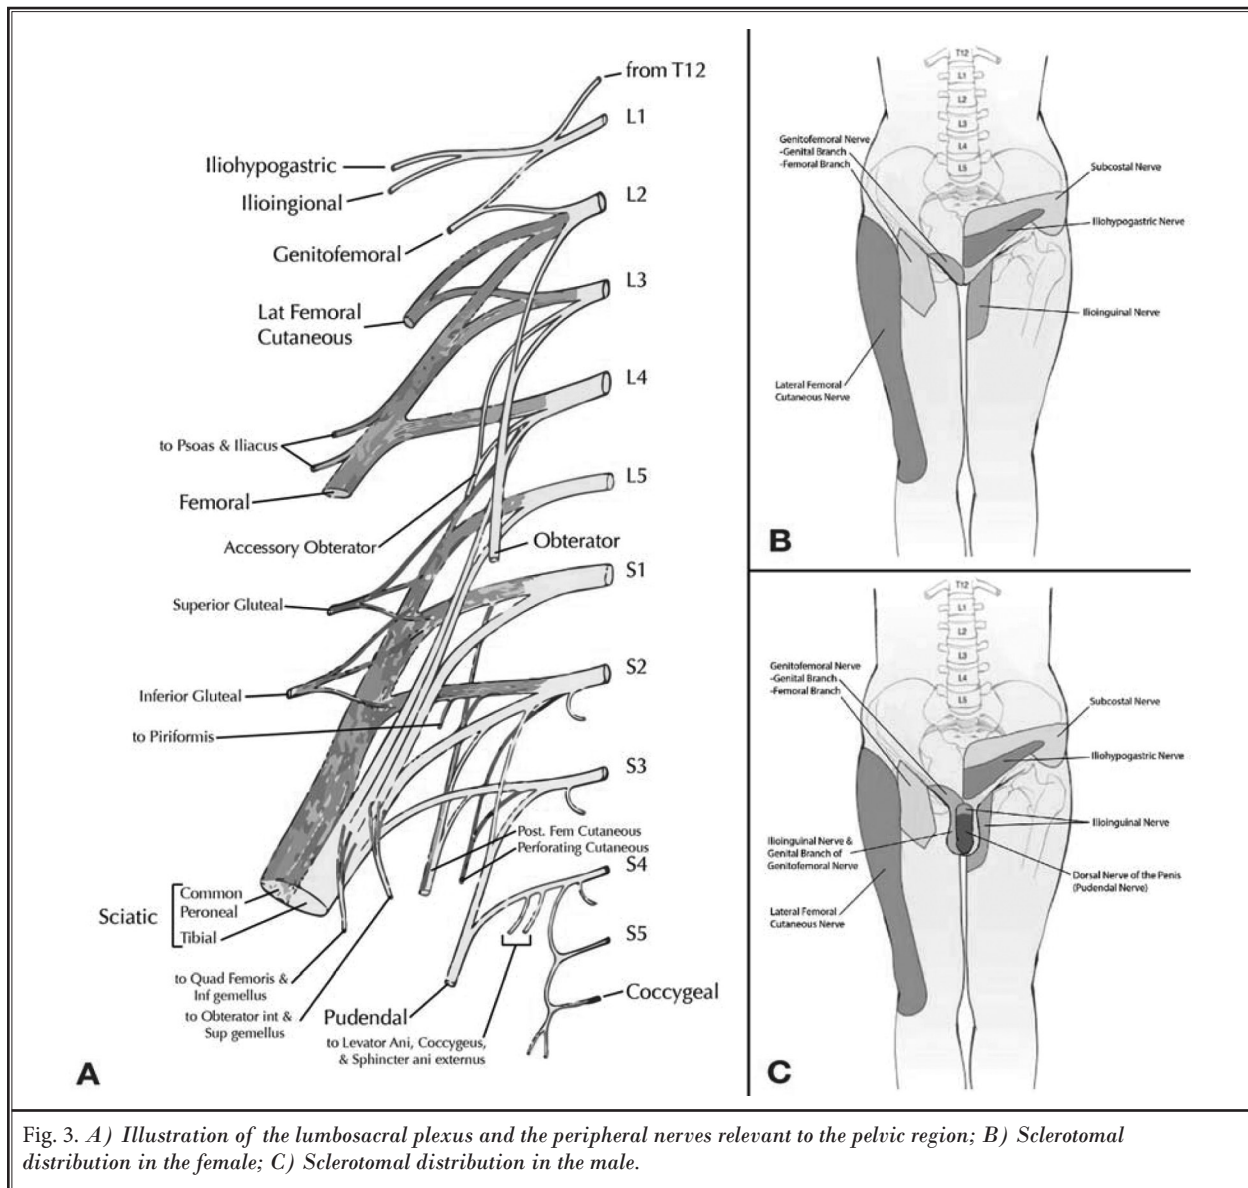 from T12
L1
Iliohypogastric
Ilioingional
L2
Genitofemoral
L3
Lat Femoral
Cutaneous
L4
to Psoas & Iliacus
L5
Femoral
Accessory Obterator
Obterator
S1
Superior Gluteal
S2
Inferior Gluteal
to Piriformis
S3
Post. Fem Cutaneous
Perforating Cutaneous
S4
Sciatic
Common
Peroneal
Tibial
S5
to Quad Femoris &
Inf gemellus
Coccygeal
to Obterator int &
Sup gemellus
Pudendal
to Levator Ani, Coccygeus,
& Sphincter ani externus
A
T12
L1
L2
L3
L4
L5
Genitofemoral Nerve
-Genital Branch
-Femoral Branch
Subcostal Nerve
Iliohypogastric Nerve
Ilioinguinal Nerve
Lateral Femoral
Cutaneous Nerve
B
T12
L1
L2
L3
L4
L5
Genitofemoral Nerve
-Genital Branch
-Femoral Branch
Subcostal Nerve
Iliohypogastric Nerve
Ilioinguinal Nerve
Ilioinguinal Nerve &
Genital Branch of
Genitofemoral Nerve
Dorsal Nerve of the Penis
(Pudendal Nerve)
Lateral Femoral
Cutaneous Nerve
C
Fig. 3. A) Illustration of the lumbosacral plexus and the peripheral nerves relevant to the pelvic region; B) Sclerotomal
distribution in the female; C) Sclerotomal distribution in the male.